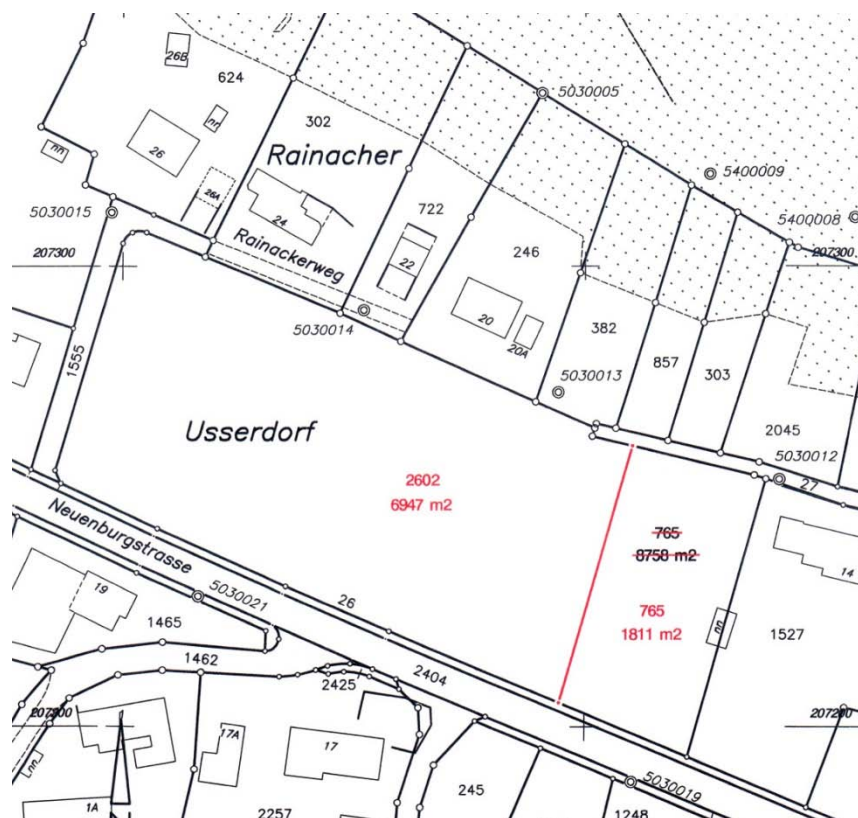 26B
624
5030005
302
nn
26
Rainacher
nn
5400009
26A
24
722
5030015
5400008
Rainackerweg
207300
246
207300
22
20
5030014
20A
382
1555
5030013
857
303
Usserdorf
2045
5030012
27
2602
6947 m2
Neuenburgstrasse
765
8758 m2
14
19
5030021
26
765
1811 m2
nn
1465
1527
1462
2404
2425
207200
207200
17A
17
nn
5030019
245
1A
2257
1248